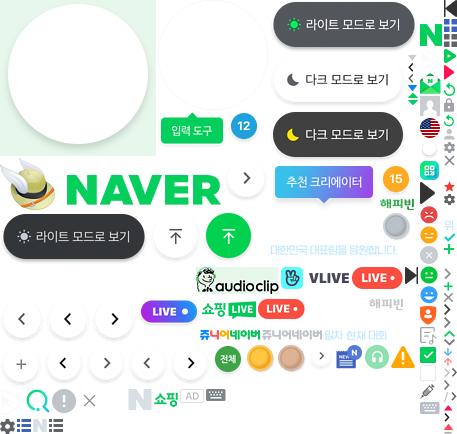 라이트 모드로 보기
다크 모드로 보기
입력 도구
12
다크 모드로 보기
추천 크리에이터
15
NAVER
해피빈
라이트 모드로 보기
대한민국 대표팀을 응원합니다.
audioclip
VLIVE
LIVE
해피빈
LIVE
쇼핑 LIVE
LIVE
쥬니어네이버
쥬니어네이버
일차 현재 대화
전체
NEWS
N
쇼핑
AD